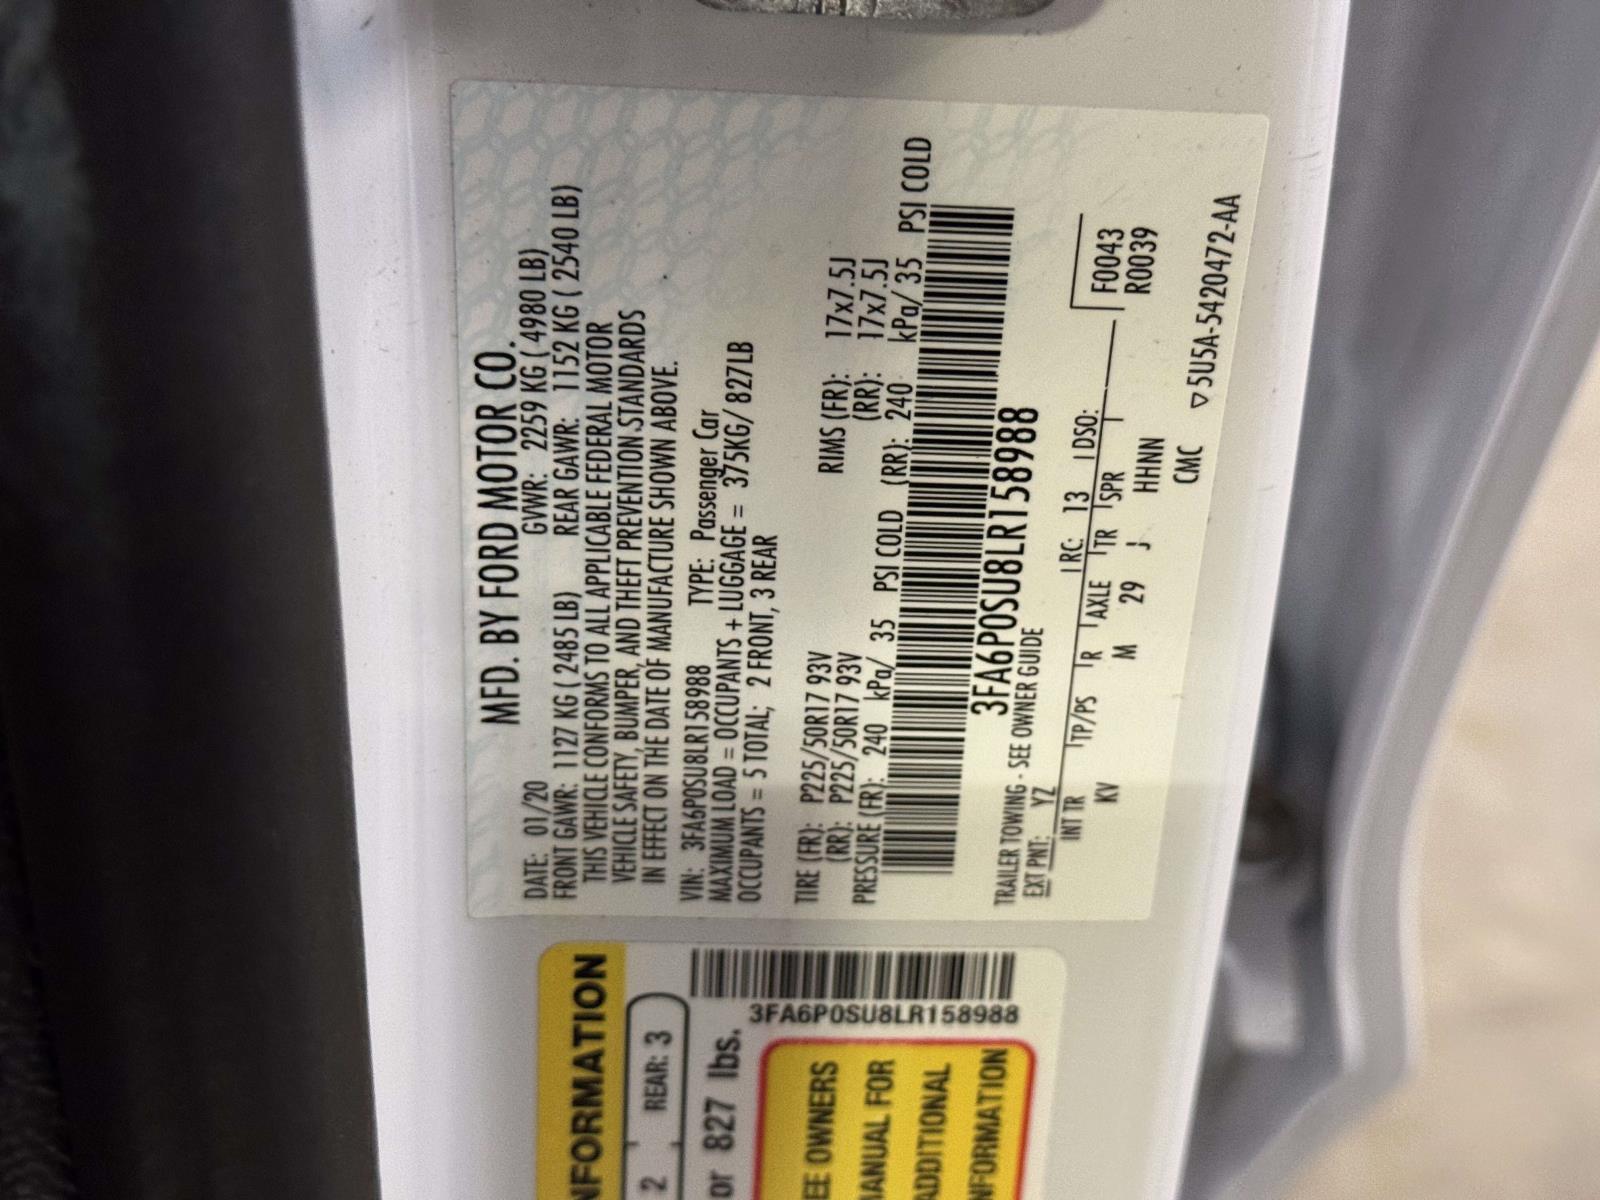 MFD. BY FORD MOTOR CO.
DATE: 01/20 GVWR: 2259 KG ( 4980 LB)
FRONT GAWR: 1127 KG ( 2485 LB) REAR GAWR: 1152 KG ( 2540 LB)
THIS VEHICLE CONFORMS TO ALL APPLICABLE FEDERAL MOTOR
VEHICLE SAFETY, BUMPER, AND THEFT PREVENTION STANDARDS
IN EFFECT ON THE DATE OF MANUFACTURE SHOWN ABOVE.
VIN: 3FA6P0SU8LR158988 TYPE: Passenger Car
MAXIMUM LOAD = OCCUPANTS + LUGGAGE = 375KG/ 827LB
OCCUPANTS = 5 TOTAL; 2 FRONT, 3 REAR
TIRE (FR): P225/50R17 93V RIMS (FR): 17x7.5J
(RR): P225/50R17 93V (RR): 17x7.5J
PRESSURE (FR): 240 kPa/ 35 PSI COLD (RR): 240 kPa/ 35 PSI COLD
3FA6P0SU8LR158988
TRAILER TOWING - SEE OWNER GUIDE
EXT PNT: YZ RC: 13 DSO:
INT TR TP/PS R AXLE TR SPR
KV M 29 J HHNN
F0043
R0039
CMC
▽5U5A-5420472-AA
NFORMATION
2 REAR: 3
or 827 lbs.
3FA6P0SU8LR158988
EE OWNERS
ANUAL FOR
ADDITIONAL
NFORMATION